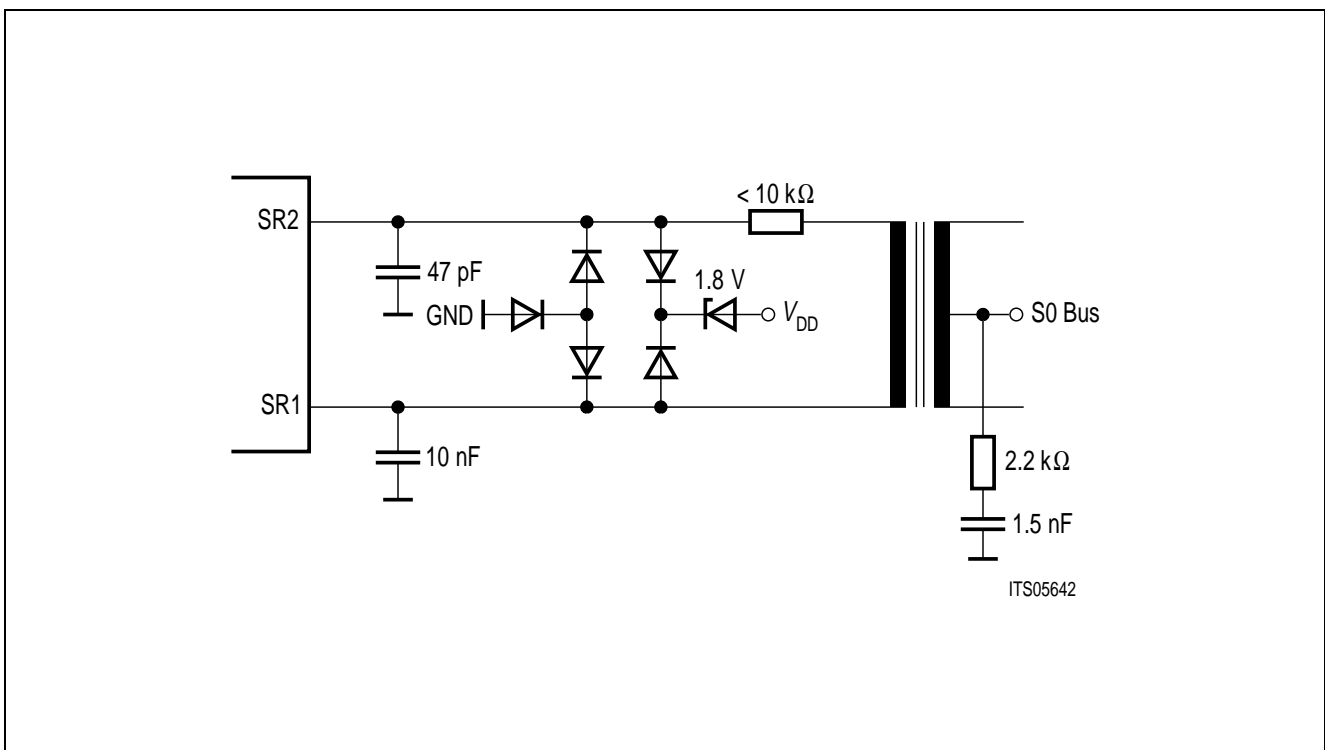 < 10 kΩ
SR2
47 pF
1.8 V
GND
V_DD
S0 Bus
SR1
10 nF
2.2 kΩ
1.5 nF
ITS05642